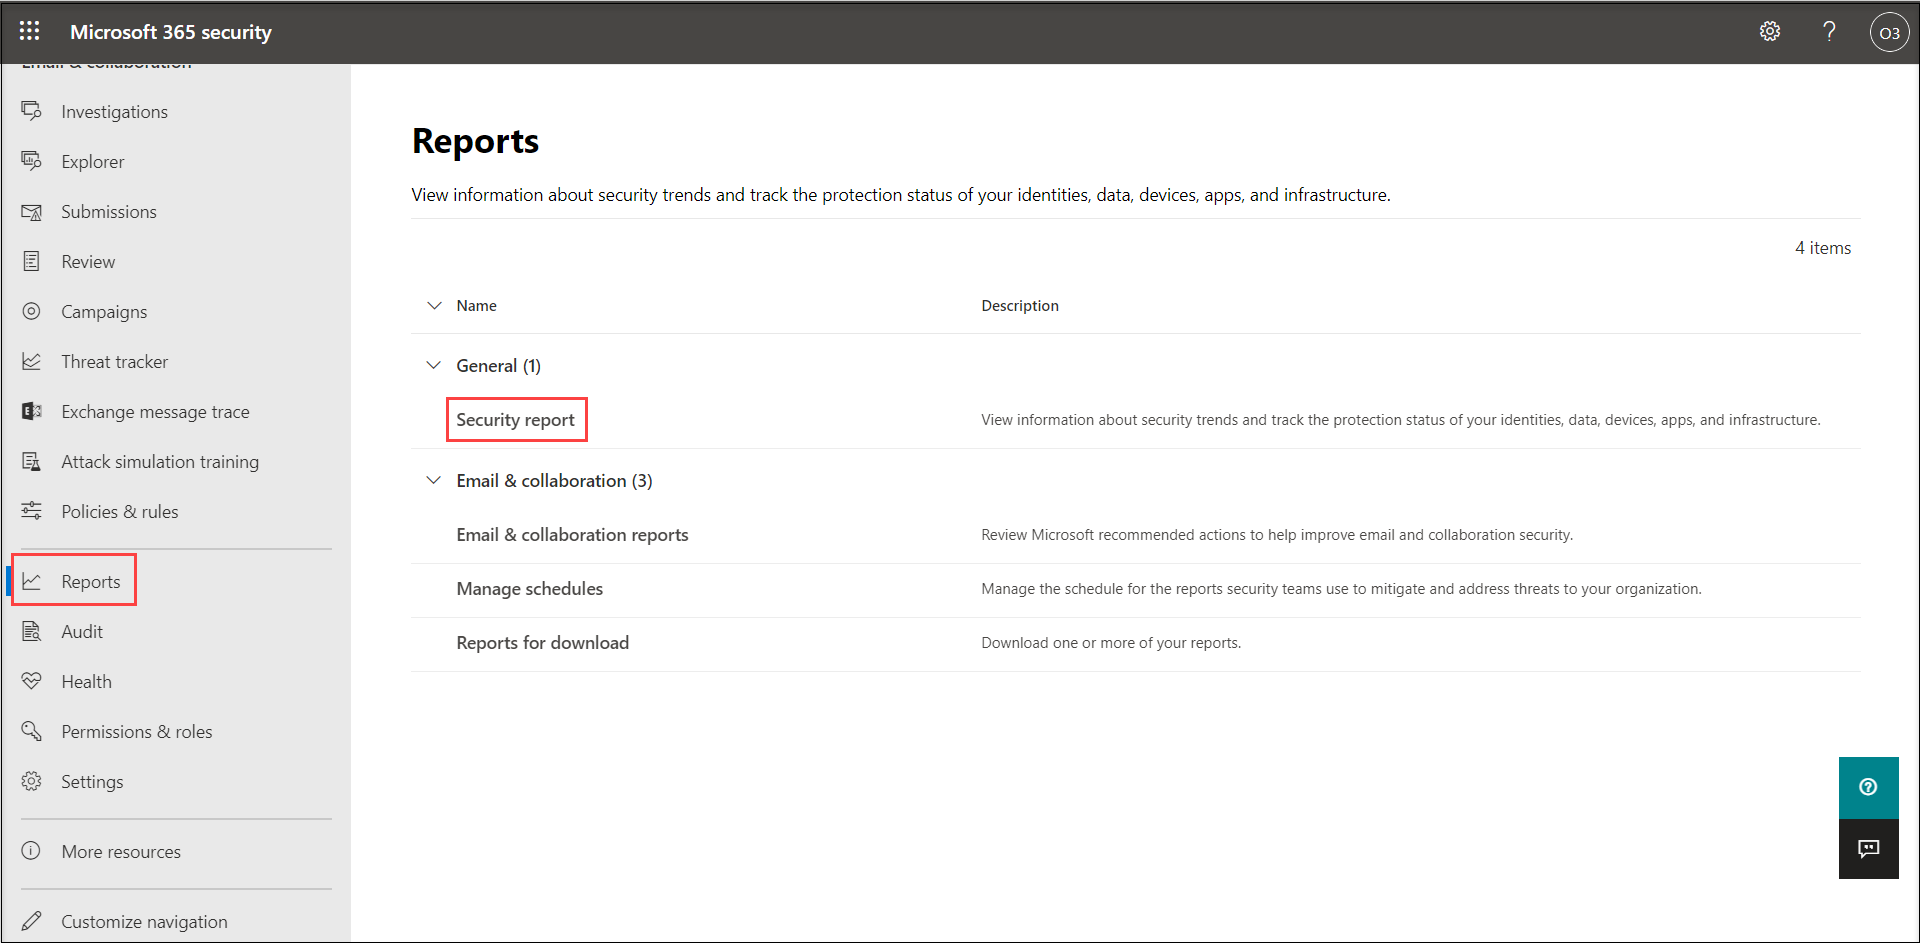 Microsoft 365 security
O3
Email & collaboration
Investigations
Explorer
Submissions
Review
Campaigns
Threat tracker
Exchange message trace
Attack simulation training
Policies & rules
Reports
Audit
Health
Permissions & roles
Settings
More resources
Customize navigation
Reports
View information about security trends and track the protection status of your identities, data, devices, apps, and infrastructure.
4 items
Name Description
General (1)
Security report View information about security trends and track the protection status of your identities, data, devices, apps, and infrastructure.
Email & collaboration (3)
Email & collaboration reports Review Microsoft recommended actions to help improve email and collaboration security.
Manage schedules Manage the schedule for the reports security teams use to mitigate and address threats to your organization.
Reports for download Download one or more of your reports.